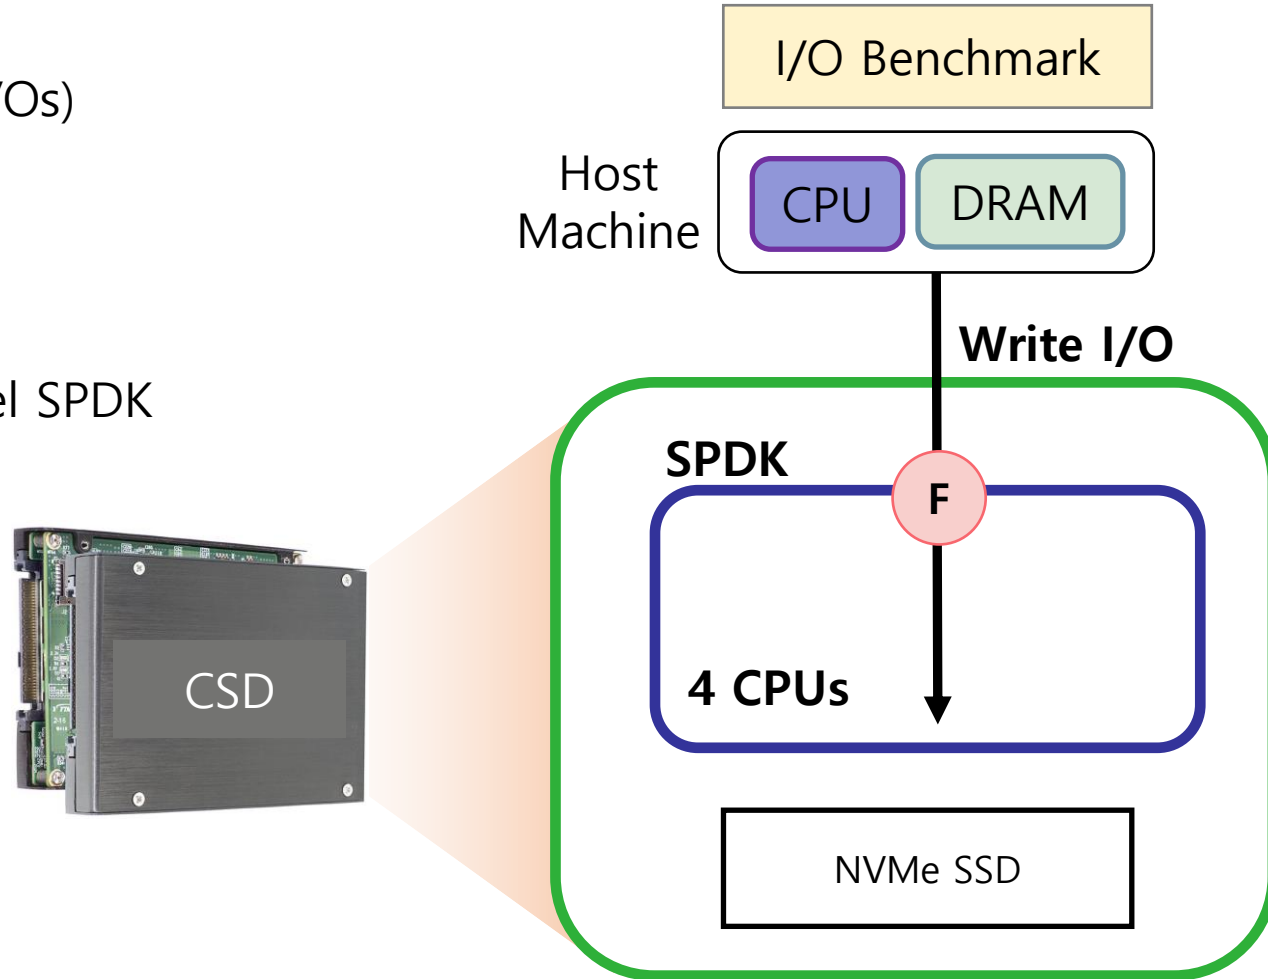 I/O Benchmark
/Os)
Host
Machine
CPU
DRAM
Write I/O
el SPDK
SPDK
F
4 CPUs
CSD
NVMe SSD